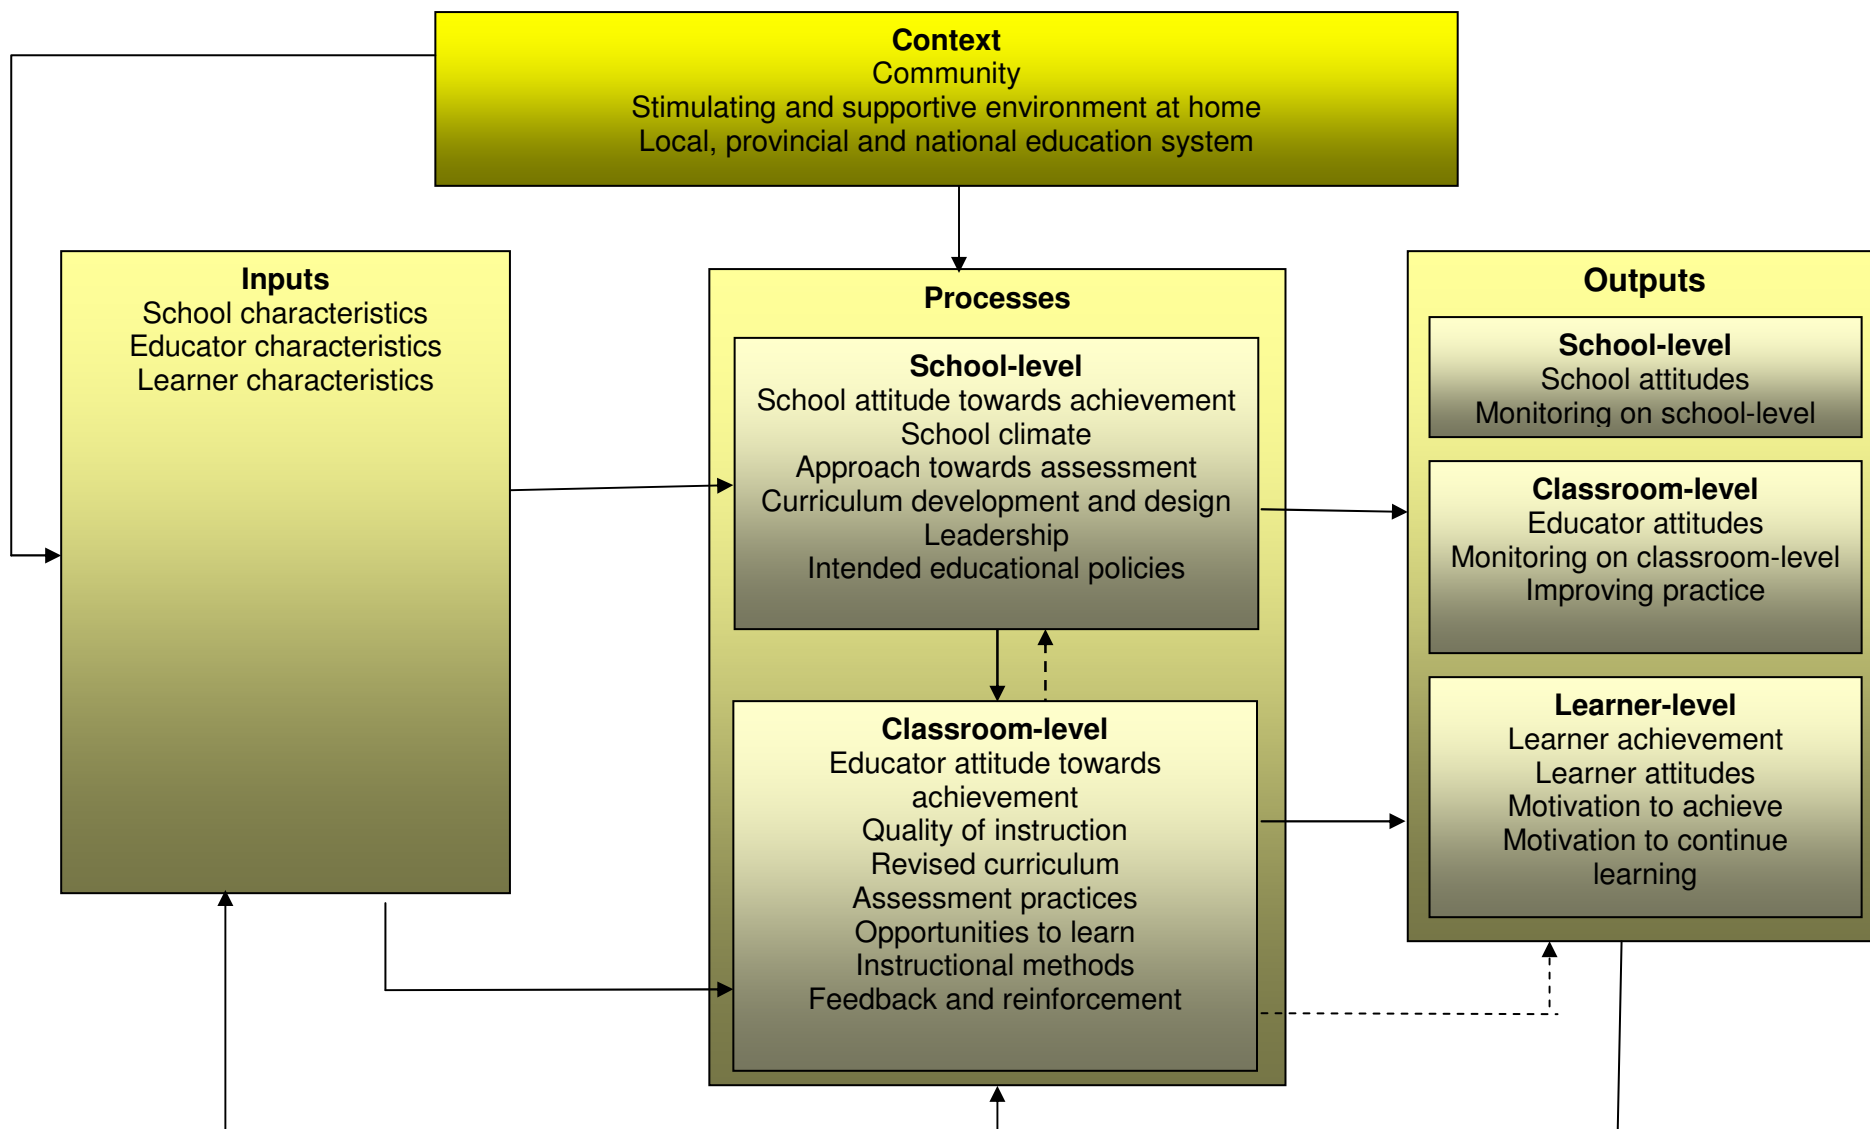 Context
Community
Stimulating and supportive environment at home
Local, provincial and national education system
Inputs
School characteristics
Educator characteristics
Learner characteristics
Processes
School-level
School attitude towards achievement
School climate
Approach towards assessment
Curriculum development and design
Leadership
Intended educational policies
Classroom-level
Educator attitude towards
achievement
Quality of instruction
Revised curriculum
Assessment practices
Opportunities to learn
Instructional methods
Feedback and reinforcement
Outputs
School-level
School attitudes
Monitoring on school-level
Classroom-level
Educator attitudes
Monitoring on classroom-level
Improving practice
Learner-level
Learner achievement
Learner attitudes
Motivation to achieve
Motivation to continue
learning